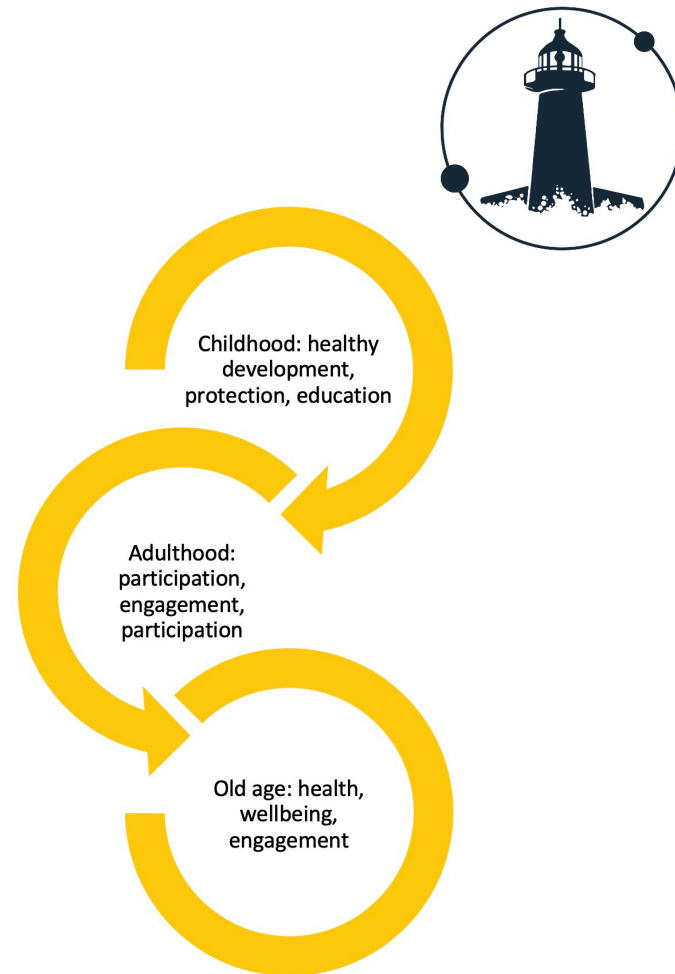 Childhood: healthy
development,
protection, education
Adulthood:
participation,
engagement,
participation
Old age: health,
wellbeing,
engagement